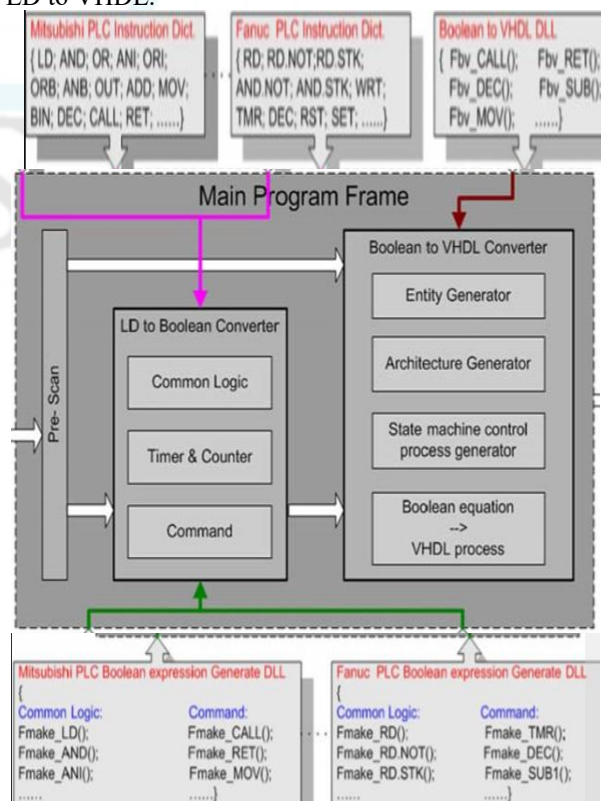 LD to VHDL.
Mitsubishi PLC Instruction Dict.
{ LD; AND; OR; ANI; ORI;
ORB; ANB; OUT; ADD; MOV;
BIN; DEC; CALL; RET; ......}
Fanuc PLC Instruction Dict.
{ RD; RD.NOT;RD.STK;
AND.NOT; AND.STK; WRT;
TMR; DEC; RST; SET; ......}
Boolean to VHDL DLL
{ Fbv_CALL(); Fbv_RET();
Fbv_DEC(); Fbv_SUB();
Fbv_MOV(); ......}
Main Program Frame
Pre- Scan
LD to Boolean Converter
Common Logic
Timer & Counter
Command
Boolean to VHDL Converter
Entity Generator
Architecture Generator
State machine control
process generator
Boolean equation
-->
VHDL process
Mitsubishi PLC Boolean expression Generate DLL
{
Common Logic: Command:
Fmake_LD(); Fmake_CALL();
Fmake_AND(); Fmake_RET();
Fmake_ANI(); Fmake_MOV();
...... ......}
Fanuc PLC Boolean expression Generate DLL
{
Common Logic: Command:
Fmake_RD(); Fmake_TMR();
Fmake_RD.NOT(); Fmake_DEC();
Fmake_RD.STK(); Fmake_SUB1();
...... ......}